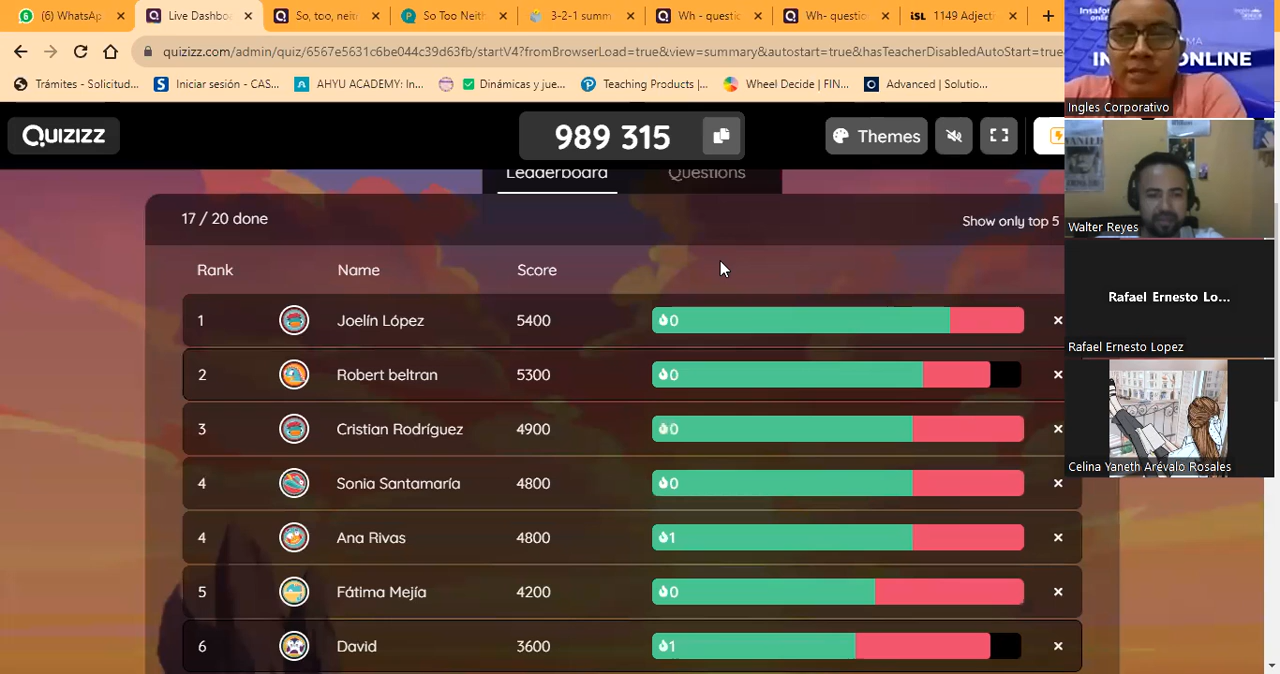 (6) WhatsAp
Live Dashbo
So, too, neit
So Too Neith
3-2-1 summ
Wh - questic
Wh- questic
iSL 1149 Adjecti
quizizz.com/admin/quiz/6567e5631c6be044c39d63fb/startV4?fromBrowserLoad=true&view=summary&autostart=true&hasTeacherDisabledAutoStart=true
Trámites - Solicitud...
Iniciar sesión - CAS...
AHYU ACADEMY: In...
Dinámicas y jue...
Teaching Products |...
Wheel Decide | FIN...
Advanced | Solutio...
Quizizz
989 315
Themes
Leaderboard
Questions
17 / 20 done
Show only top 5
Rank Name Score
1 Joelín López 5400 0
2 Robert beltran 5300 0
3 Cristian Rodríguez 4900 0
4 Sonia Santamaría 4800 0
4 Ana Rivas 4800 1
5 Fátima Mejía 4200 0
6 David 3600 1
Ingles Corporativo
WANTED
Walter Reyes
Rafael Ernesto Lo...
Rafael Ernesto Lopez
Celina Yaneth Arévalo Rosales